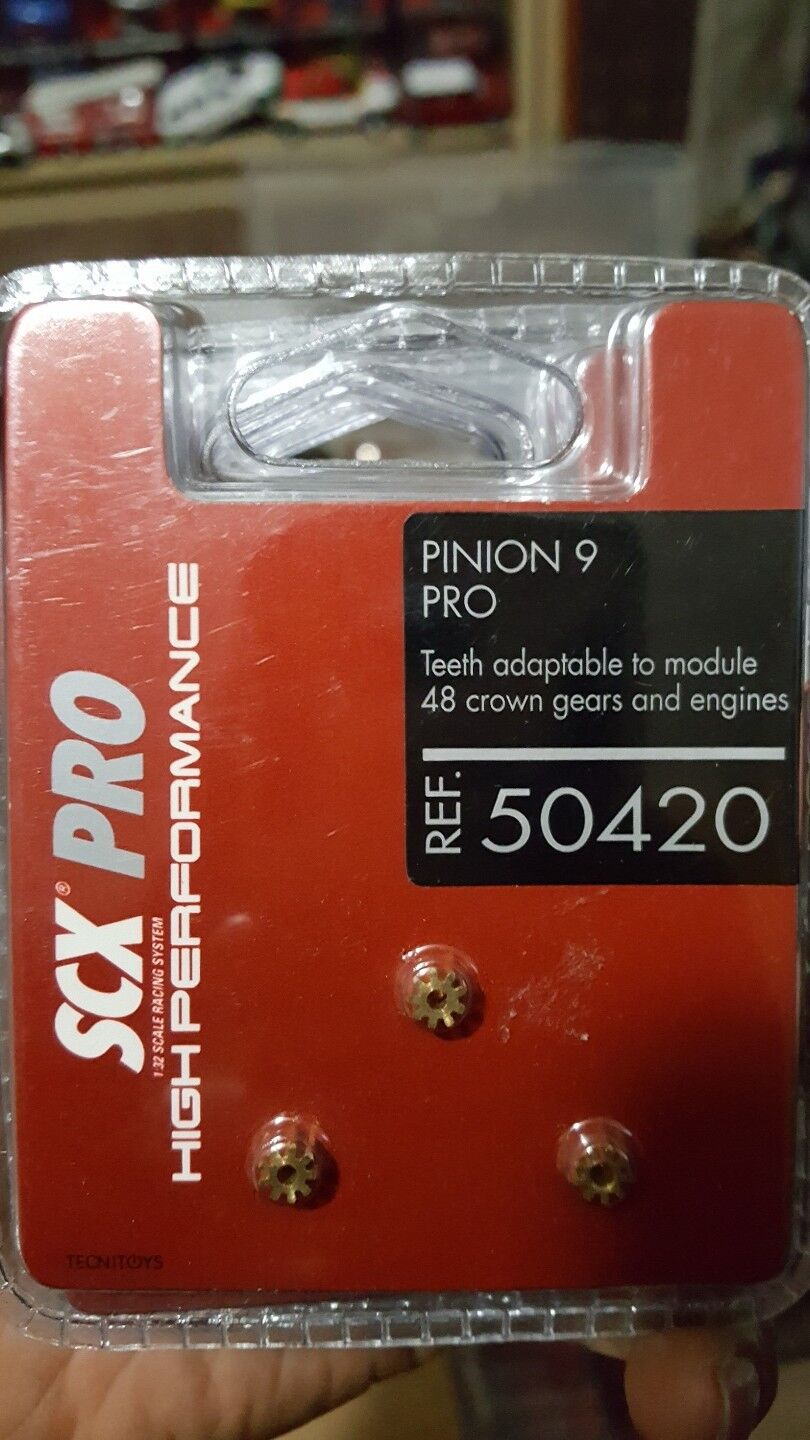 PINION 9
PRO
Teeth adaptable to module
48 crown gears and engines
REF. 50420
SCX® PRO
1:32 SCALE RACING SYSTEM
HIGH PERFORMANCE
TECNITOYS